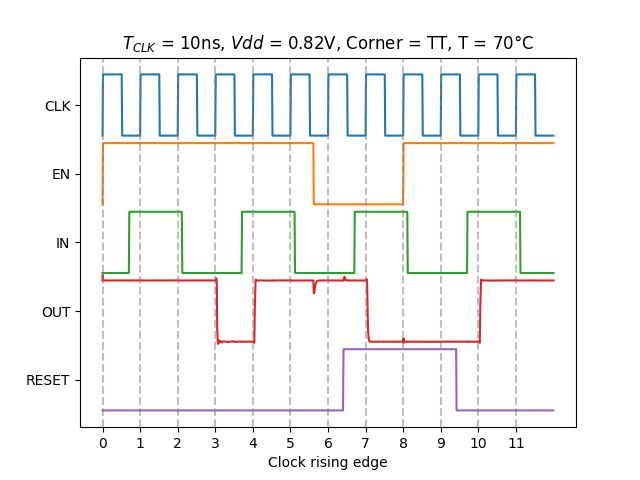 T_CLK = 10ns, Vdd = 0.82V, Corner = TT, T = 70°C
CLK
EN
IN
OUT
RESET
0 1 2 3 4 5 6 7 8 9 10 11
Clock rising edge